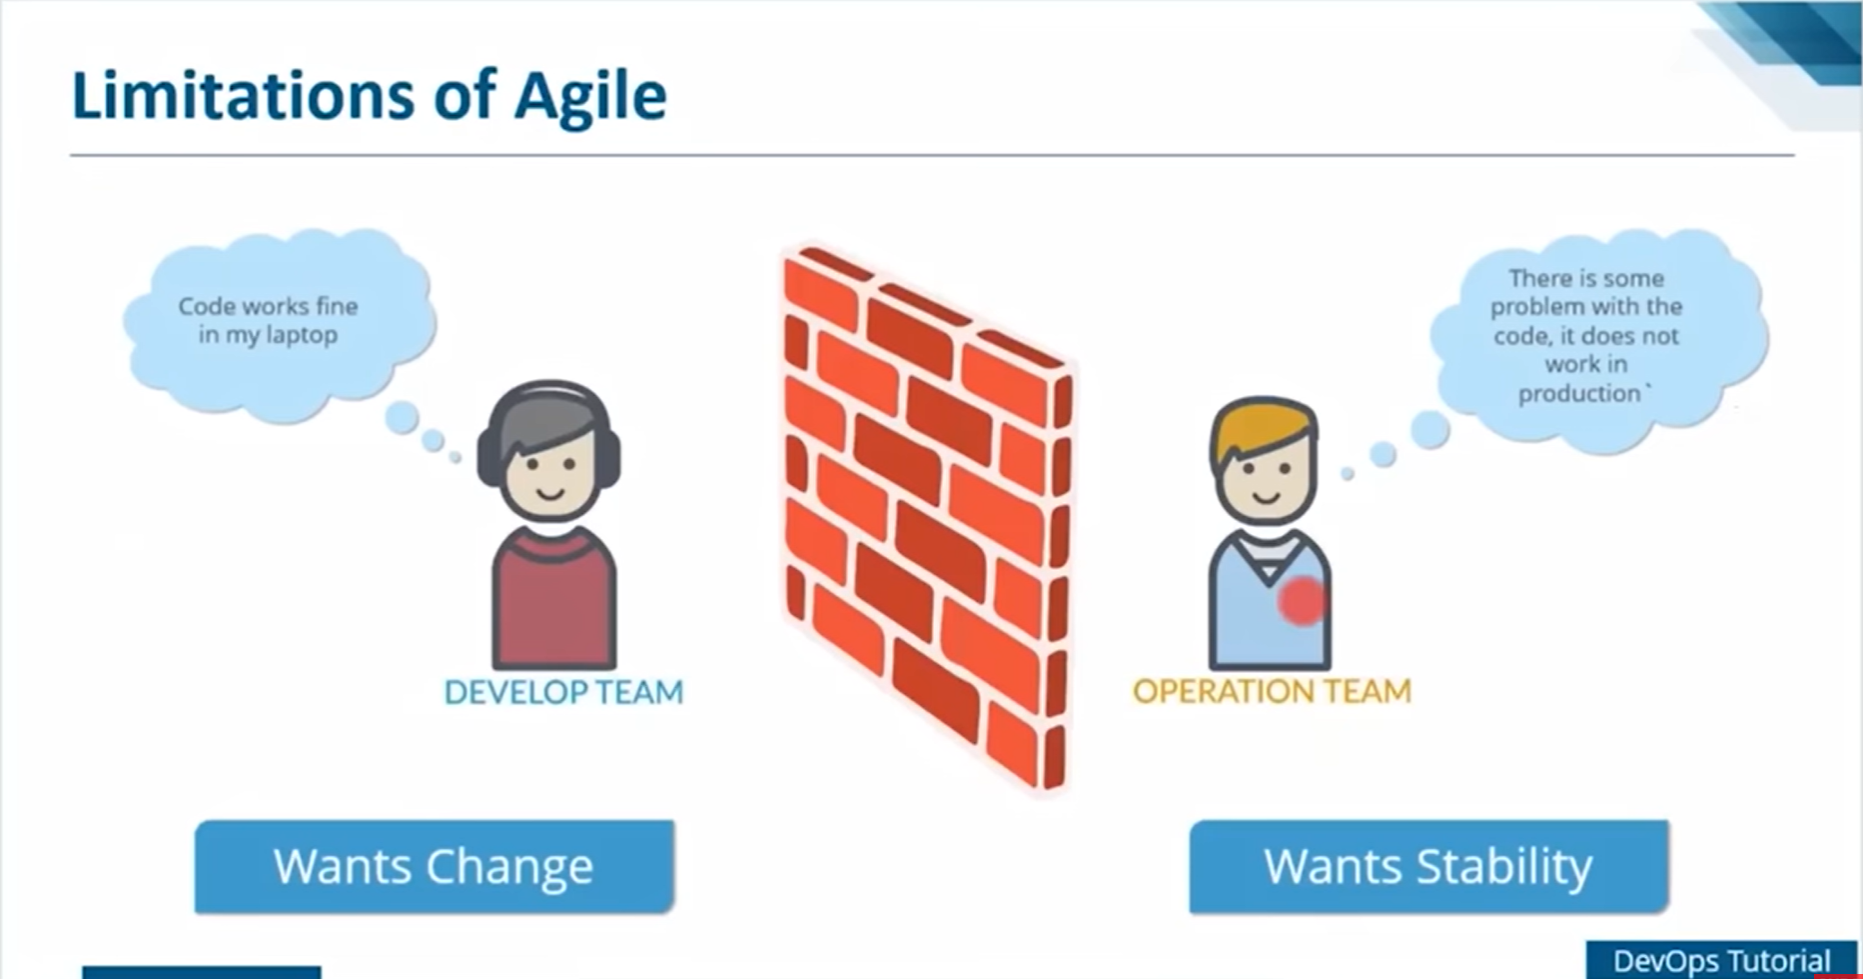 Limitations of Agile
Code works fine
in my laptop
There is some
problem with the
code, it does not
work in
production`
DEVELOP TEAM
OPERATION TEAM
Wants Change
Wants Stability
DevOps Tutorial